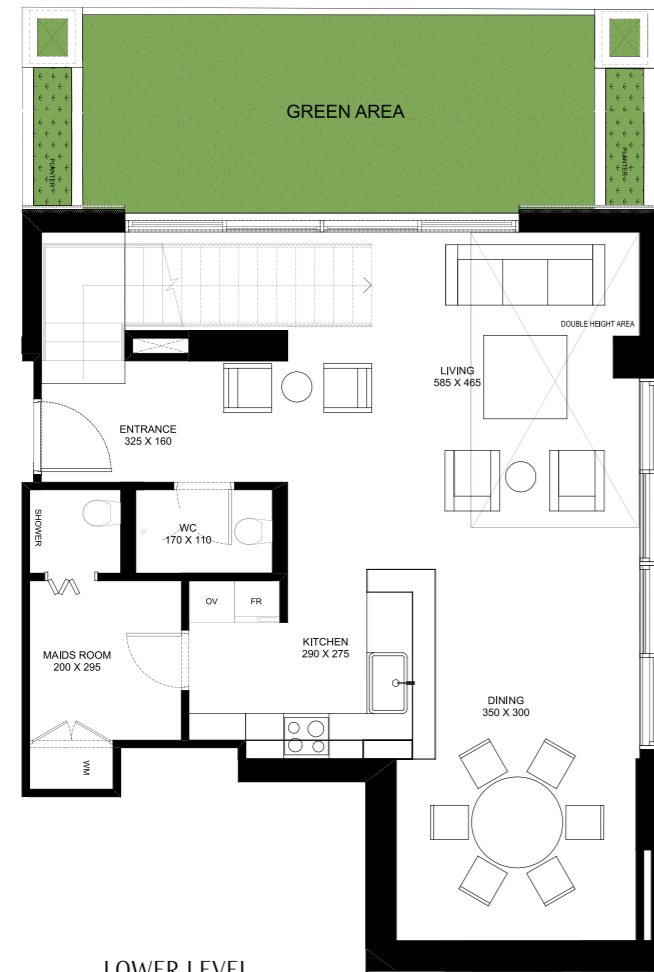 GREEN AREA
PLANTER
PLANTER
DOUBLE HEIGHT AREA
LIVING
585 X 465
ENTRANCE
325 X 160
SHOWER
WC
170 X 110
OV
FR
KITCHEN
290 X 275
MAIDS ROOM
200 X 295
DINING
350 X 300
WM
LOWER LEVEL